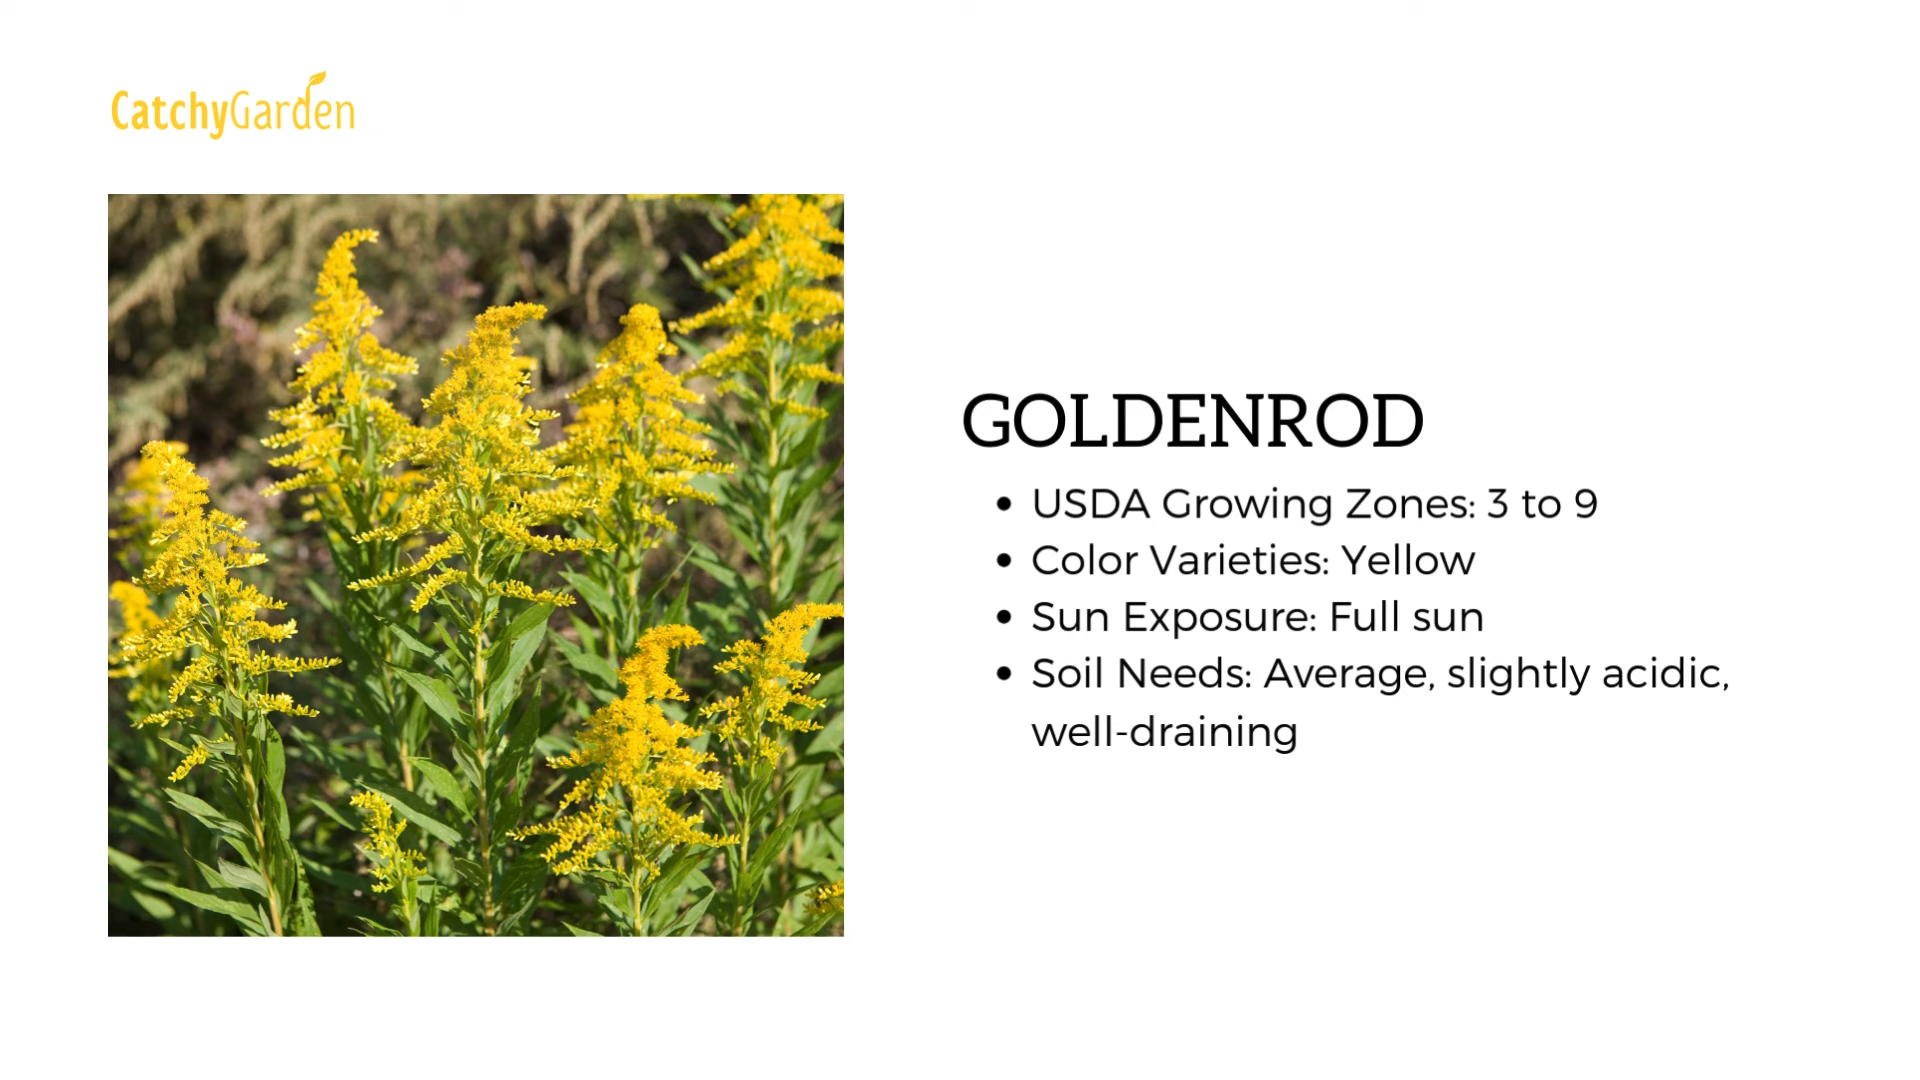 CatchyGarden
GOLDENROD
• USDA Growing Zones: 3 to 9
• Color Varieties: Yellow
• Sun Exposure: Full sun
• Soil Needs: Average, slightly acidic,
well-draining